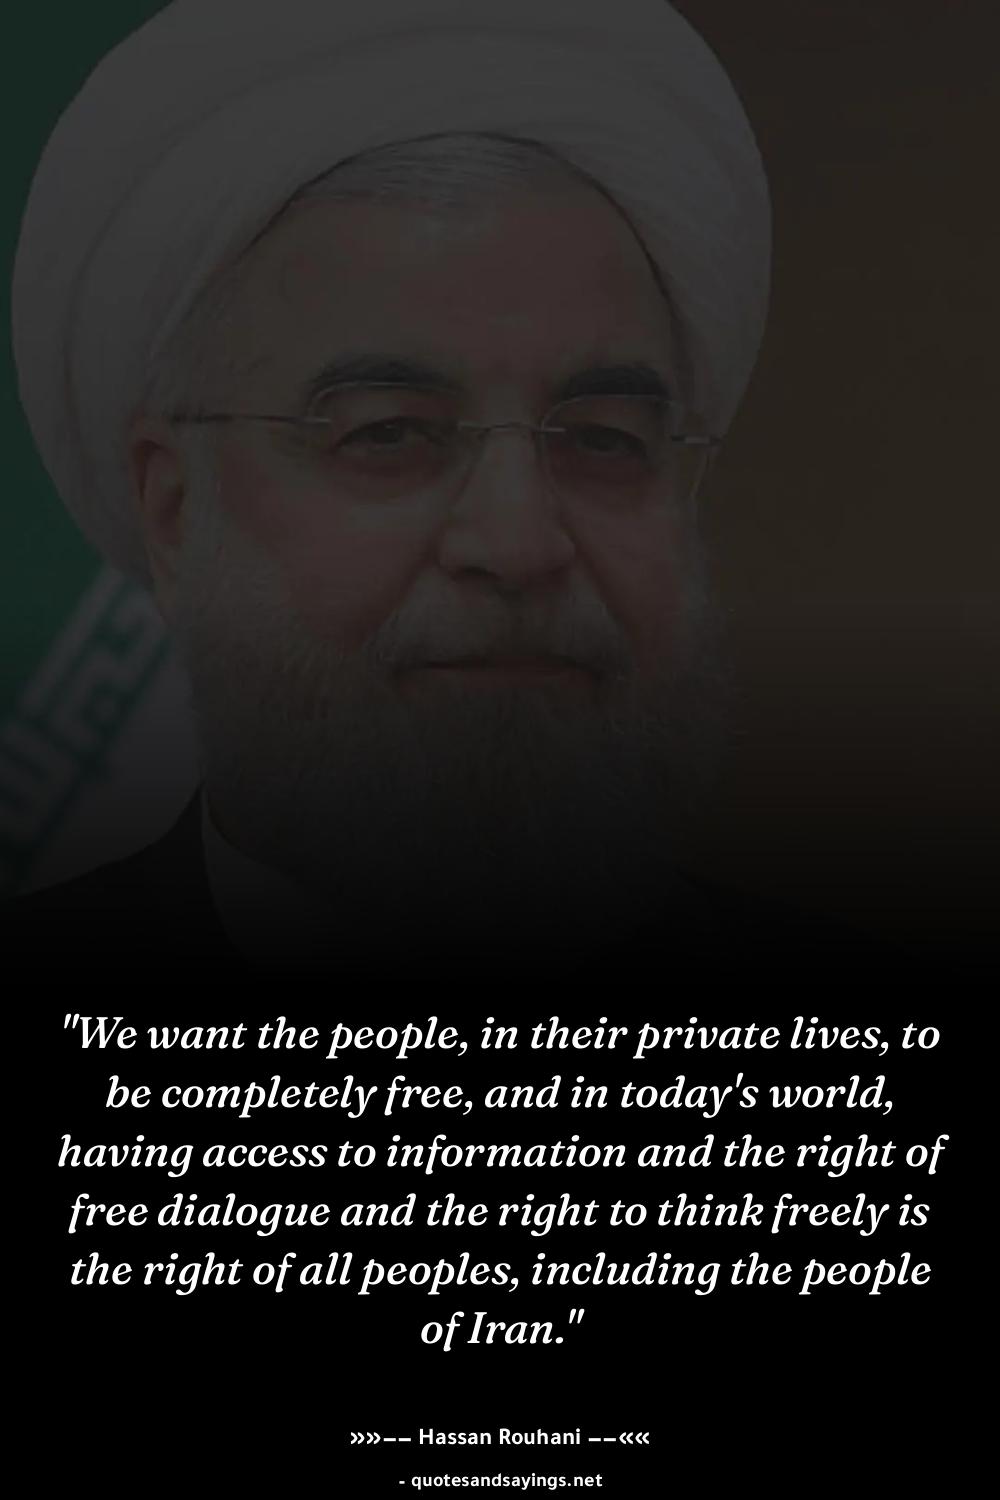 "We want the people, in their private lives, to
be completely free, and in today's world,
having access to information and the right of
free dialogue and the right to think freely is
the right of all peoples, including the people
of Iran."
»»−− Hassan Rouhani −−««
- quotesandsayings.net